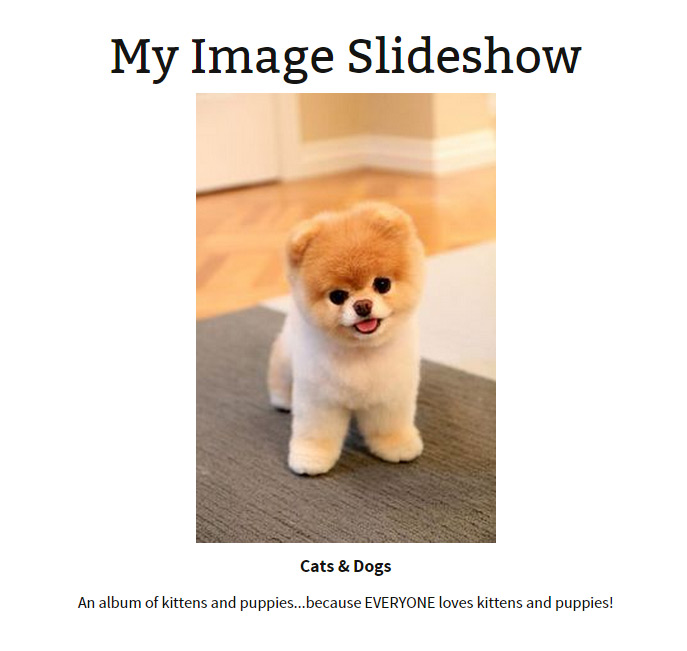 My Image Slideshow
Cats & Dogs
An album of kittens and puppies...because EVERYONE loves kittens and puppies!